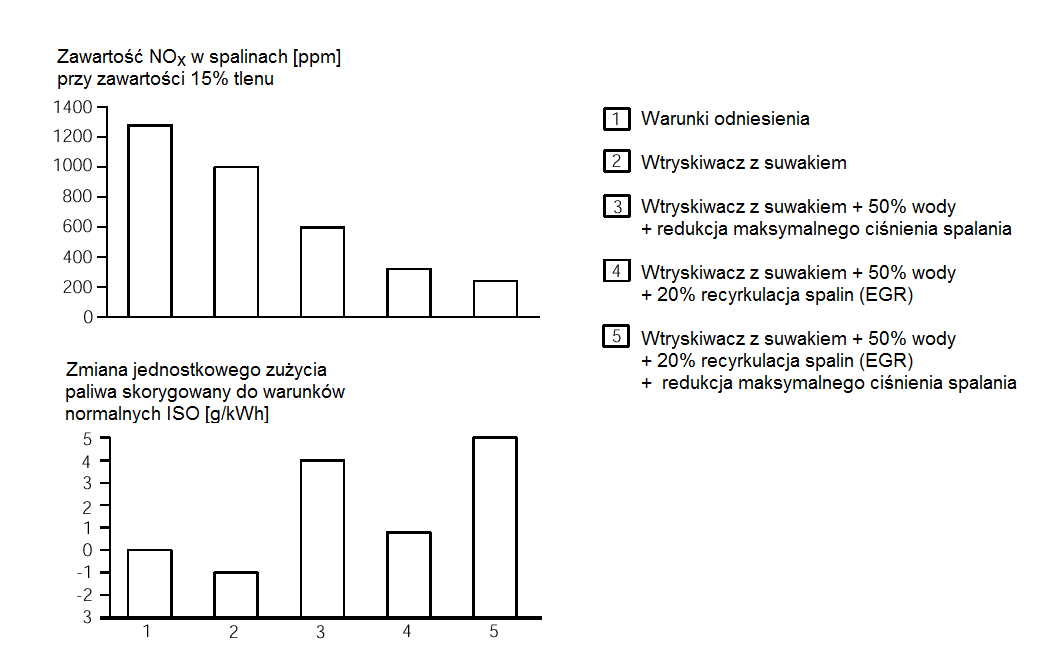 Zawartość NOx w spalinach [ppm]
przy zawartości 15% tlenu
1400
1200
1000
800
600
400
200
0
1 Warunki odniesienia
2 Wtryskiwacz z suwakiem
3 Wtryskiwacz z suwakiem + 50% wody
+ redukcja maksymalnego ciśnienia spalania
4 Wtryskiwacz z suwakiem + 50% wody
+ 20% recyrkulacja spalin (EGR)
5 Wtryskiwacz z suwakiem + 50% wody
+ 20% recyrkulacja spalin (EGR)
+ redukcja maksymalnego ciśnienia spalania
Zmiana jednostkowego zużycia
paliwa skorygowany do warunków
normalnych ISO [g/kWh]
5
4
3
2
1
0
-1
-2
3
1 2 3 4 5